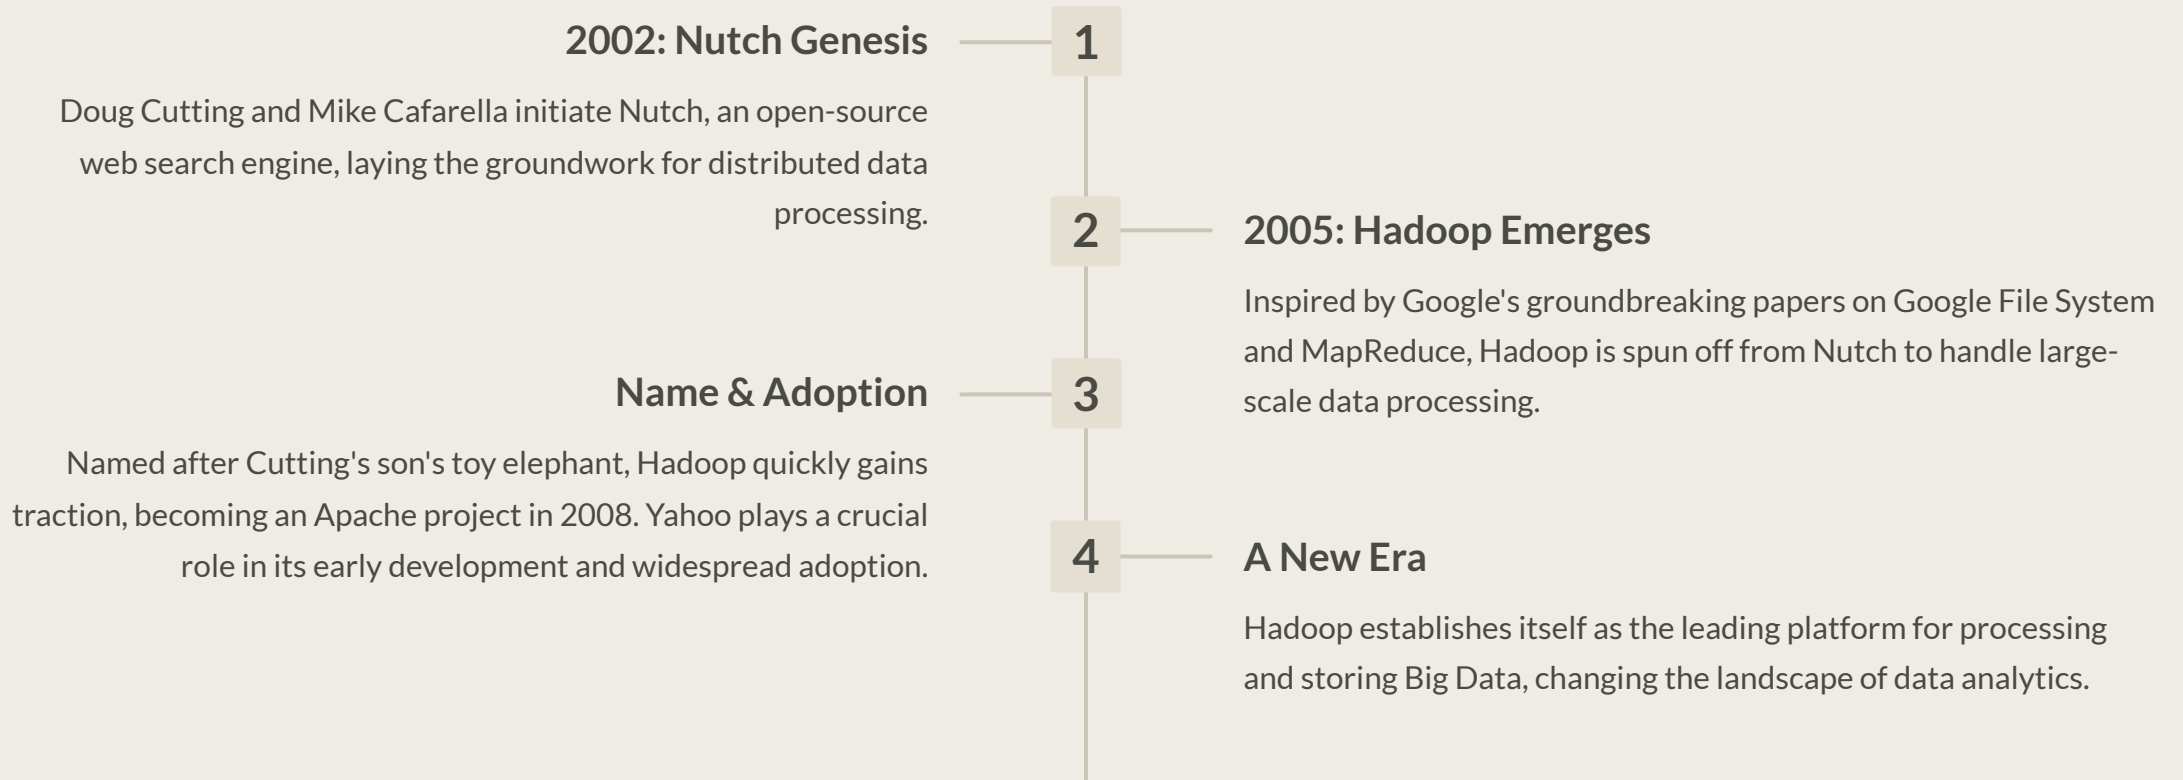 2002: Nutch Genesis
1
Doug Cutting and Mike Cafarella initiate Nutch, an open-source
web search engine, laying the groundwork for distributed data
processing.
2
2005: Hadoop Emerges
Inspired by Google's groundbreaking papers on Google File System
and MapReduce, Hadoop is spun off from Nutch to handle large-
scale data processing.
Name & Adoption
3
Named after Cutting's son's toy elephant, Hadoop quickly gains
traction, becoming an Apache project in 2008. Yahoo plays a crucial
role in its early development and widespread adoption.
4
A New Era
Hadoop establishes itself as the leading platform for processing
and storing Big Data, changing the landscape of data analytics.